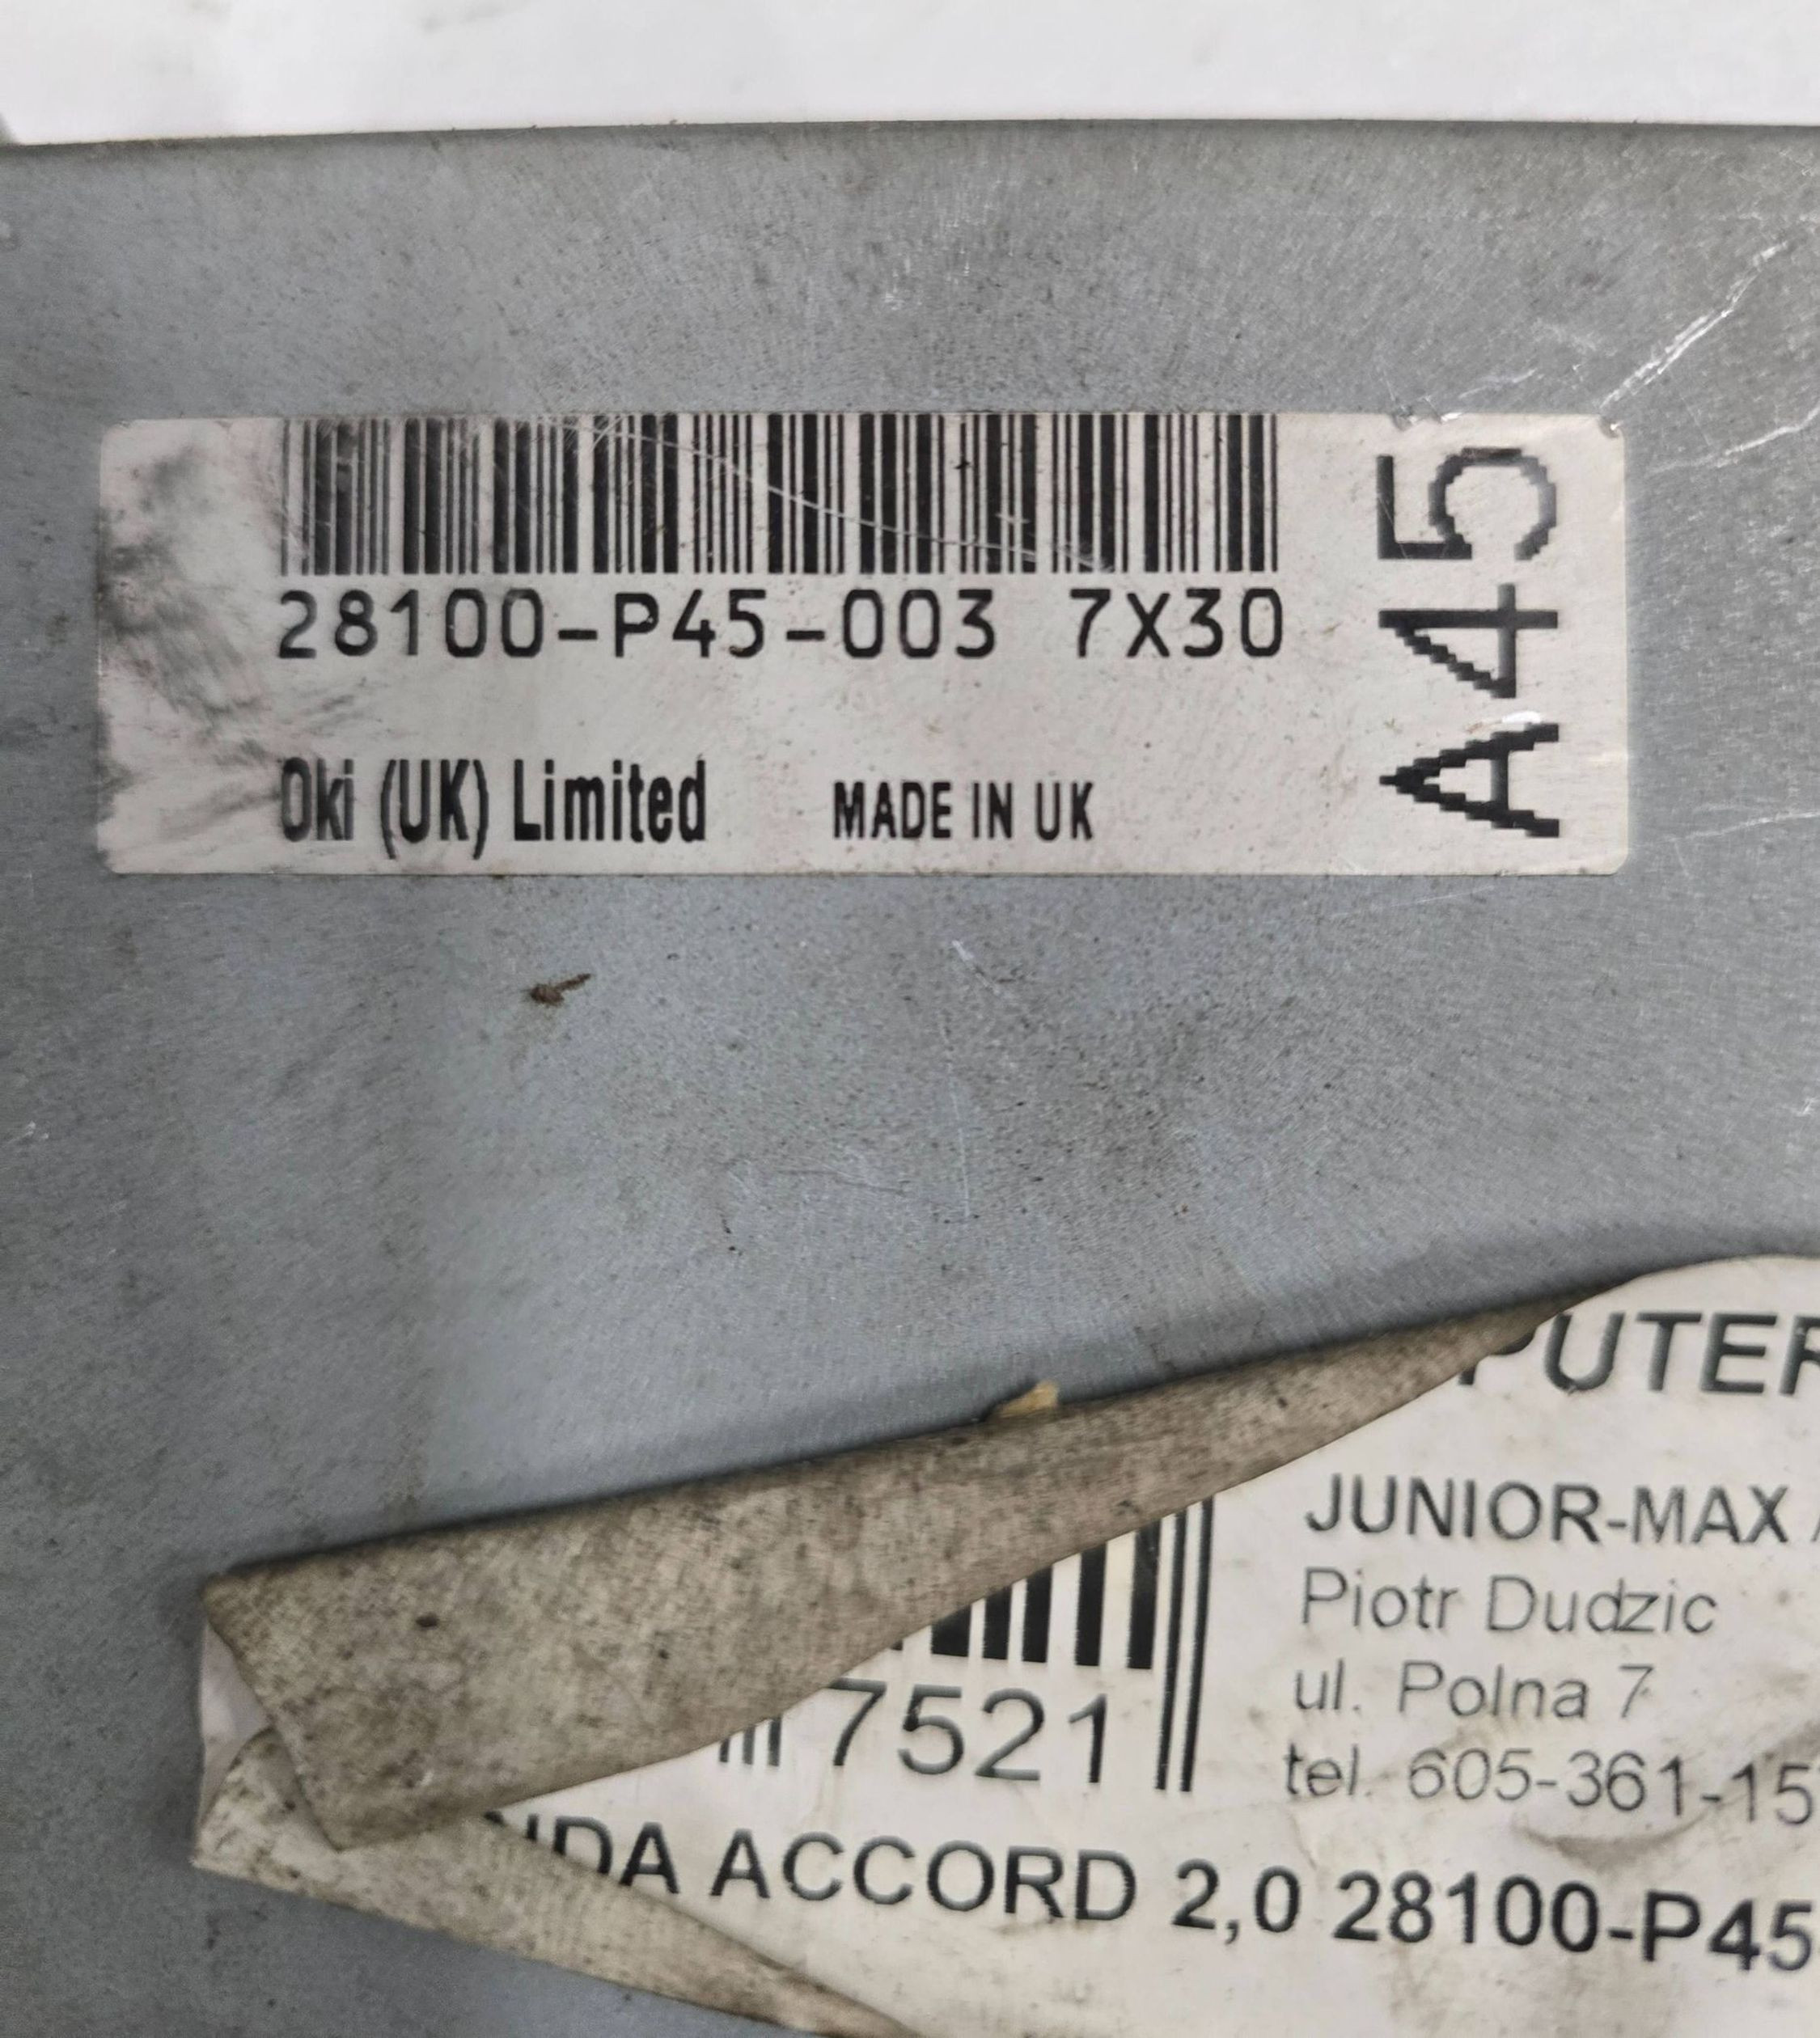 28100-P45-003 7X30
Oki (UK) Limited MADE IN UK
A45
PUTER
JUNIOR-MAX
Piotr Dudzic
ul. Polna 7
tel. 605-361-15
7521
NDA ACCORD 2,0 28100-P45